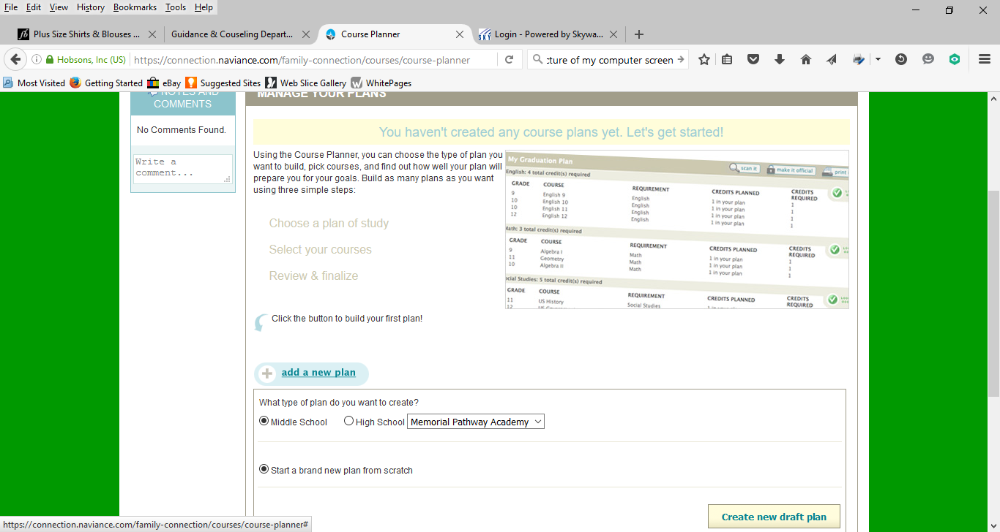 File Edit View History Bookmarks Tools Help
Plus Size Shirts & Blouses ... Guidance & Couseling Depart... Course Planner Login - Powered by Skywa...
Hobsons, Inc (US) https://connection.naviance.com/family-connection/courses/course-planner cture of my computer screen
Most Visited Getting Started eBay Suggested Sites Web Slice Gallery WhitePages
NOTES AND
COMMENTS
No Comments Found.
Write a
comment...
MANAGE YOUR PLANS
You haven't created any course plans yet. Let's get started!
Using the Course Planner, you can choose the type of plan you
want to build, pick courses, and find out how well your plan will
prepare you for your goals. Build as many plans as you want
using three simple steps:
Choose a plan of study
Select your courses
Review & finalize
Click the button to build your first plan!
My Graduation Plan scan it make it official print
English: 4 total credit(s) required
GRADE COURSE REQUIREMENT CREDITS PLANNED CREDITS REQUIRED
9 English 9 English 1 in your plan 1
10 English 10 English 1 in your plan 1
10 English 11 English 1 in your plan 1
12 English 12 English 1 in your plan 1
Math: 3 total credit(s) required
GRADE COURSE REQUIREMENT CREDITS PLANNED CREDITS REQUIRED
9 Algebra I Math 1 in your plan 1
11 Geometry Math 1 in your plan 1
10 Algebra II Math 1 in your plan 1
ocial Studies: 5 total credit(s) required
GRADE COURSE REQUIREMENT CREDITS PLANNED CREDITS REQUIRED
11 US History Social Studies
12
add a new plan
What type of plan do you want to create?
Middle School High School Memorial Pathway Academy
Start a brand new plan from scratch
Create new draft plan
https://connection.naviance.com/family-connection/courses/course-planner#